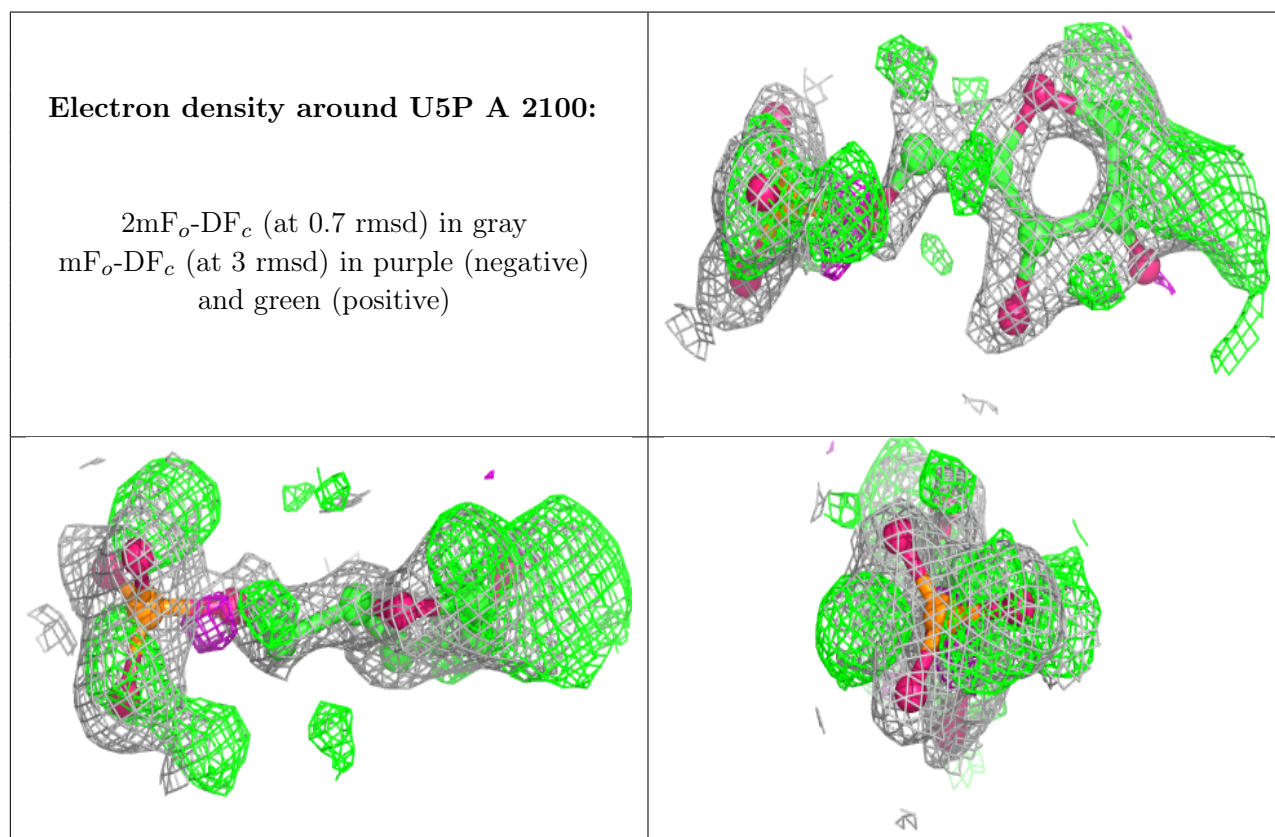 Electron density around U5P A 2100:
2mFo-DFc (at 0.7 rmsd) in gray
mFo-DFc (at 3 rmsd) in purple (negative)
and green (positive)